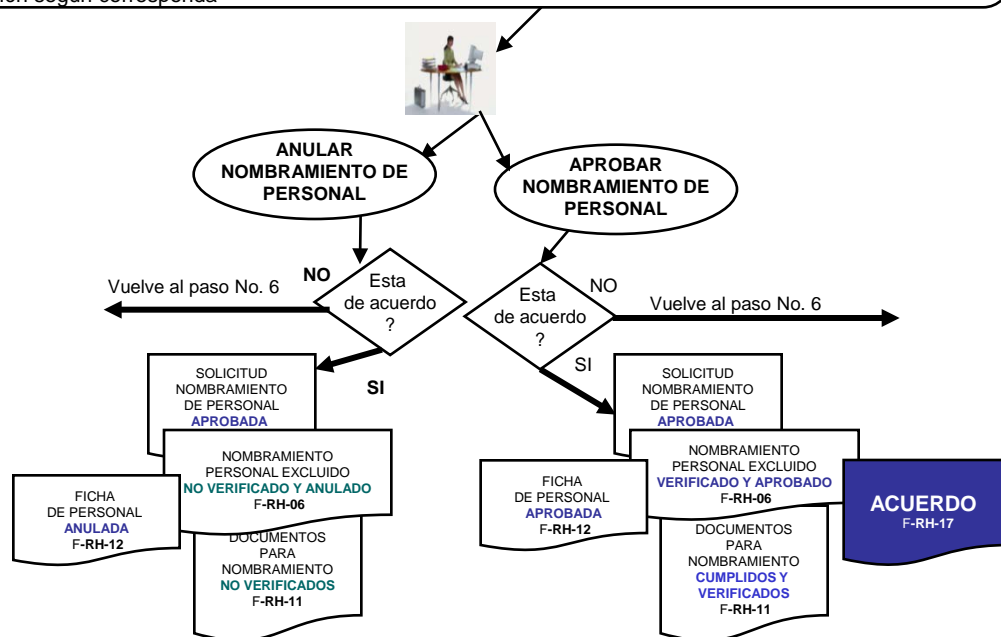 según corresponda
ANULAR
NOMBRAMIENTO DE
PERSONAL
APROBAR
NOMBRAMIENTO DE
PERSONAL
NO
Esta
de acuerdo
?
Vuelve al paso No. 6
SI
Esta
de acuerdo
?
NO
Vuelve al paso No. 6
SI
SOLICITUD
NOMBRAMIENTO
DE PERSONAL
APROBADA
NOMBRAMIENTO
PERSONAL EXCLUIDO
NO VERIFICADO Y ANULADO
F-RH-06
FICHA
DE PERSONAL
ANULADA
F-RH-12
DOCUMENTOS
PARA
NOMBRAMIENTO
NO VERIFICADOS
F-RH-11
SOLICITUD
NOMBRAMIENTO
DE PERSONAL
APROBADA
NOMBRAMIENTO
PERSONAL EXCLUIDO
VERIFICADO Y APROBADO
F-RH-06
FICHA
DE PERSONAL
APROBADA
F-RH-12
DOCUMENTOS
PARA
NOMBRAMIENTO
CUMPLIDOS Y
VERIFICADOS
F-RH-11
ACUERDO
F-RH-17